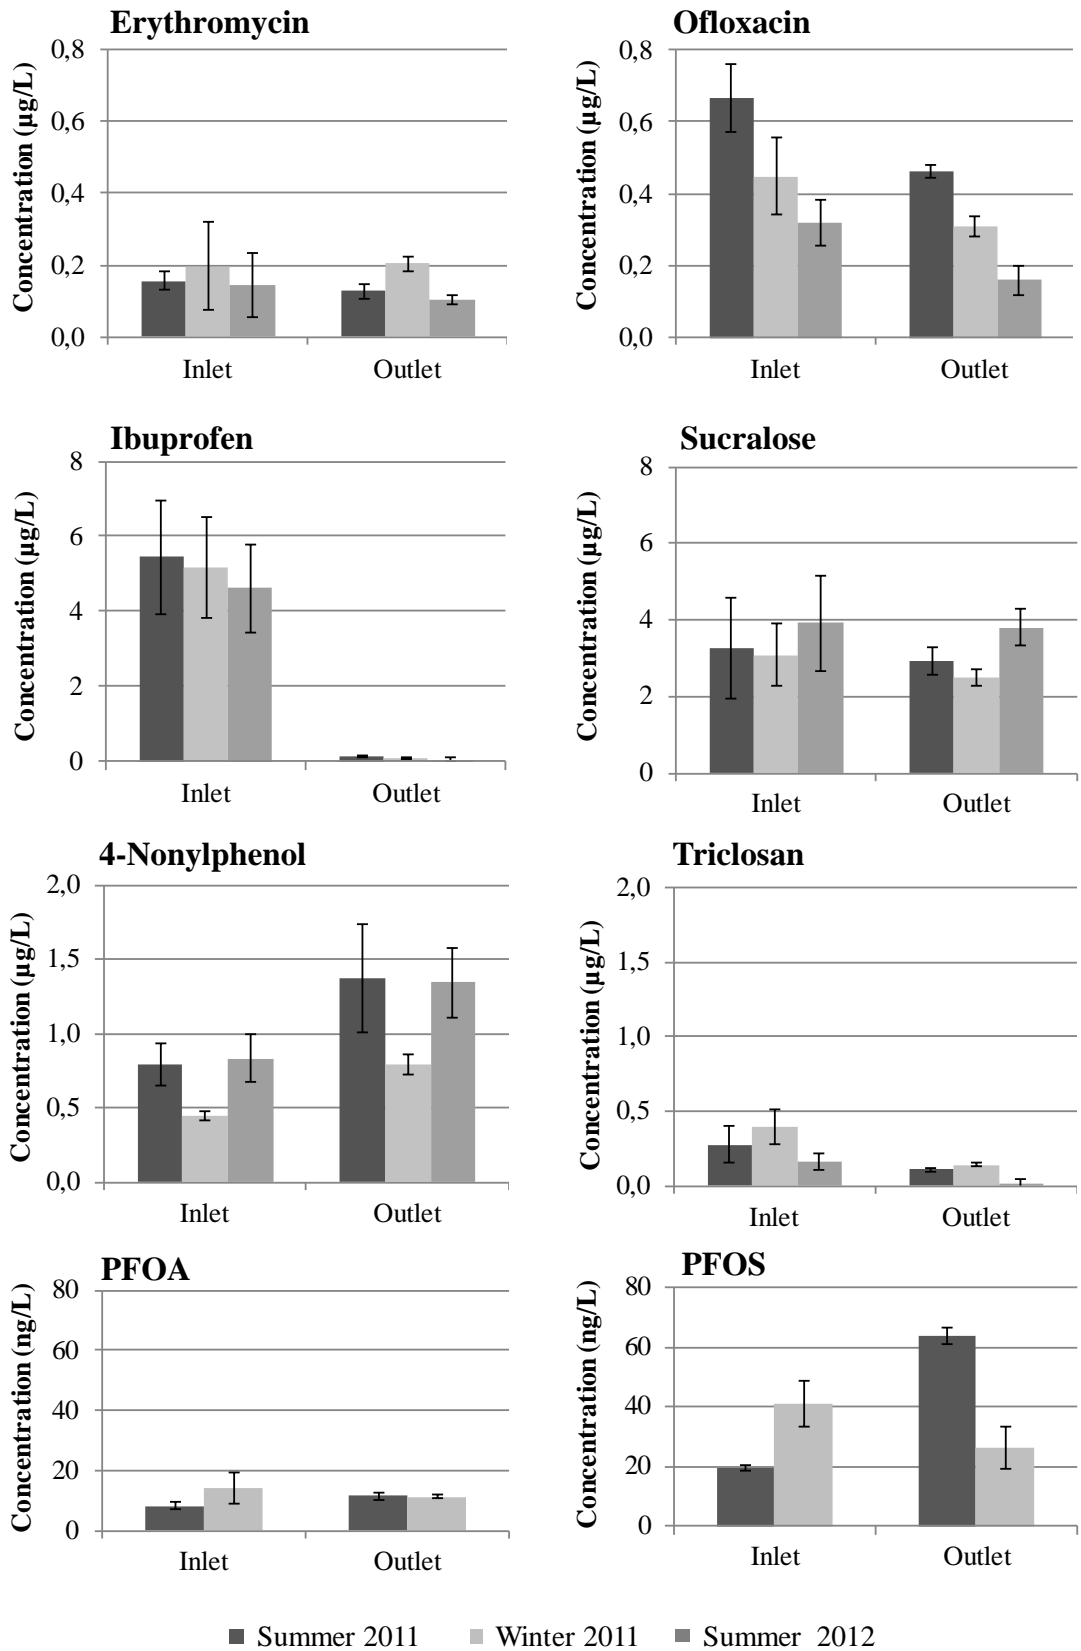 Erythromycin
Concentration (µg/L)
0,8
0,6
0,4
0,2
0,0
Inlet Outlet
Ofloxacin
Concentration (µg/L)
0,8
0,6
0,4
0,2
0,0
Inlet Outlet
Ibuprofen
Concentration (µg/L)
8
6
4
2
0
Inlet Outlet
Sucralose
Concentration (µg/L)
8
6
4
2
0
Inlet Outlet
4-Nonylphenol
Concentration (µg/L)
2,0
1,5
1,0
0,5
0,0
Inlet Outlet
Triclosan
Concentration (µg/L)
2,0
1,5
1,0
0,5
0,0
Inlet Outlet
PFOA
Concentration (ng/L)
80
60
40
20
0
Inlet Outlet
PFOS
Concentration (ng/L)
80
60
40
20
0
Inlet Outlet
Summer 2011 Winter 2011 Summer 2012